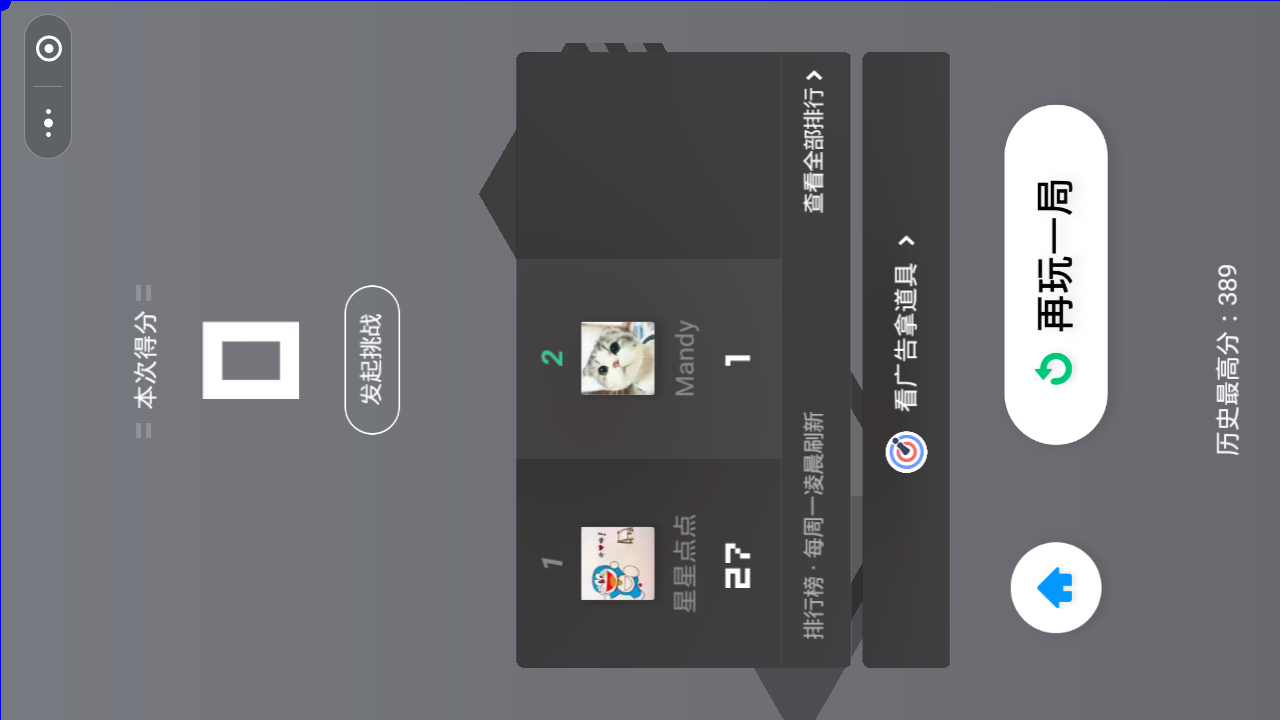 = 本次得分 =
0
发起挑战
1
星星点点
27
2
Mandy
1
排行榜 · 每周一凌晨刷新
查看全部排行 >
看广告拿道具 >
再玩一局
历史最高分：389